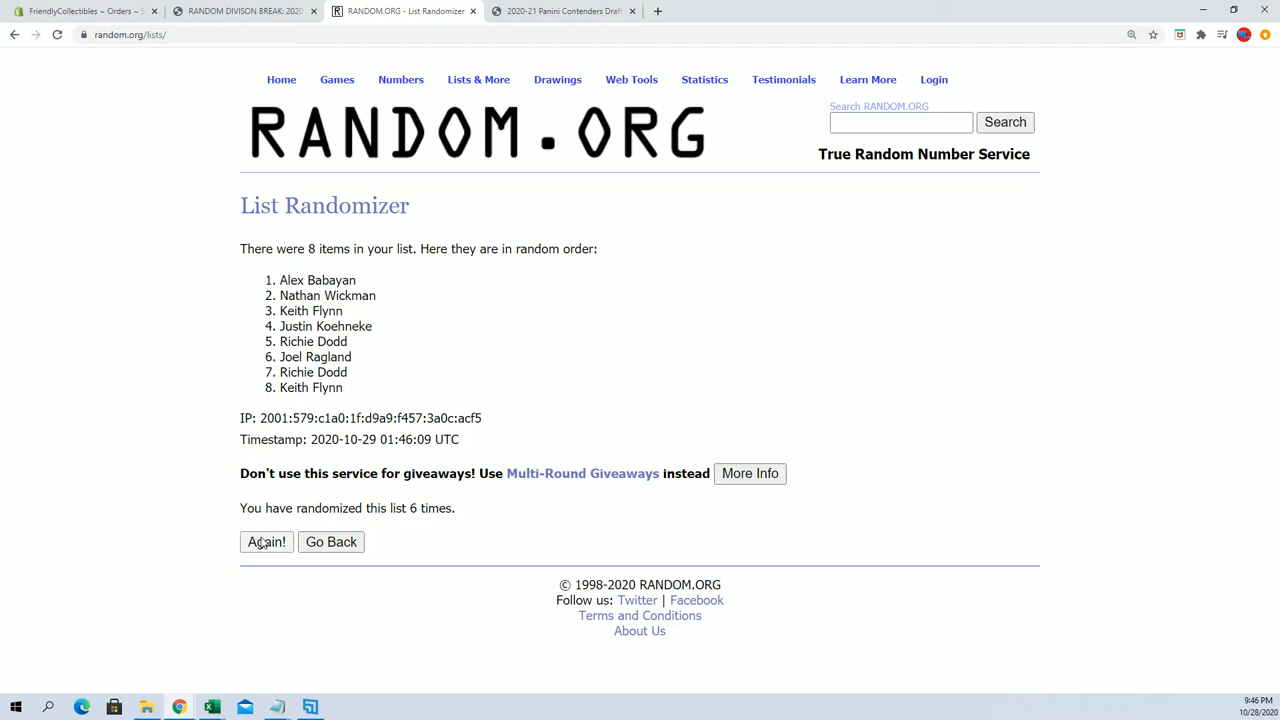 FriendlyCollectibles ~ Orders ~ S
RANDOM DIVISON BREAK: 2020
RANDOM.ORG - List Randomizer
2020-21 Panini Contenders Draft
random.org/lists/
Home Games Numbers Lists & More Drawings Web Tools Statistics Testimonials Learn More Login
RANDOM.ORG
Search RANDOM.ORG
Search
True Random Number Service
List Randomizer
There were 8 items in your list. Here they are in random order:
1. Alex Babayan
2. Nathan Wickman
3. Keith Flynn
4. Justin Koehneke
5. Richie Dodd
6. Joel Ragland
7. Richie Dodd
8. Keith Flynn
IP: 2001:579:c1a0:1f:d9a9:f457:3a0c:acf5
Timestamp: 2020-10-29 01:46:09 UTC
Don't use this service for giveaways! Use Multi-Round Giveaways instead More Info
You have randomized this list 6 times.
Again! Go Back
© 1998-2020 RANDOM.ORG
Follow us: Twitter | Facebook
Terms and Conditions
About Us
9:46 PM
10/28/2020